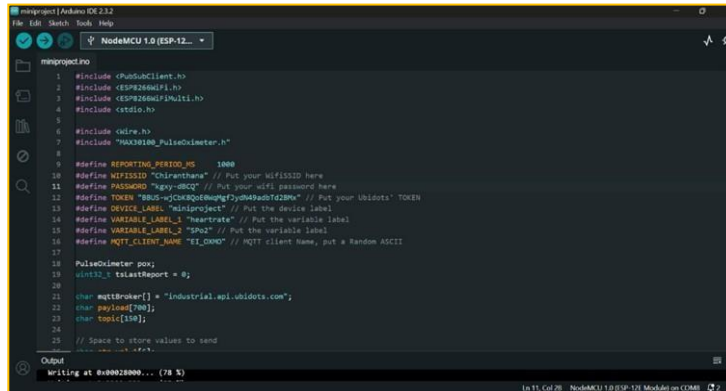 miniproject | Arduino IDE 2.3.2
File Edit Sketch Tools Help
NodeMCU 1.0 (ESP-12...
miniproject.ino
1 #include <PubSubClient.h>
2 #include <ESP8266WiFi.h>
3 #include <ESP8266WiFiMulti.h>
4 #include <stdio.h>
5
6 #include <Wire.h>
7 #include "MAX30100_PulseOximeter.h"
8
9 #define REPORTING_PERIOD_MS 1000
10 #define WIFISSID "Chiranthana" // Put your WifiSSID here
11 #define PASSWORD "kgxy-dBCQ" // Put your wifi password here
12 #define TOKEN // Put your Ubidots' TOKEN
13 #define DEVICE_LABEL "miniproject" // Put the device label
14 #define VARIABLE_LABEL_1 "heartrate" // Put the variable label
15 #define VARIABLE_LABEL_2 "SPo2" // Put the variable label
16 #define MQTT_CLIENT_NAME "EI_OXMO" // MQTT client Name, put a Random ASCII
17
18 PulseOximeter pox;
19 uint32_t tsLastReport = 0;
20
21 char mqttBroker[] = "industrial.api.ubidots.com";
22 char payload[700];
23 char topic[150];
24
25 // Space to store values to send
Output
Writing at 0x00028000... (78 %)
Ln 11, Col 28 NodeMCU 1.0 (ESP-12E Module) on COM8 2